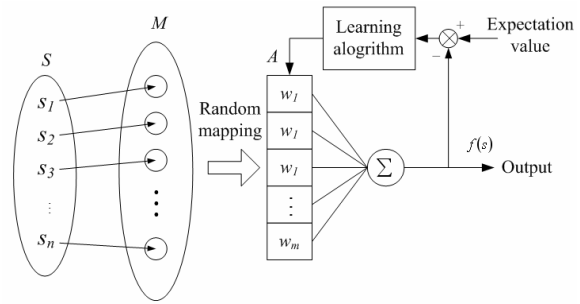 S
M
s1
s2
s3
⋮
sn
Random
mapping
A
w1
w1
w1
⋮
wm
Learning
alogrithm
Σ
+
−
Expectation
value
f(s)
Output